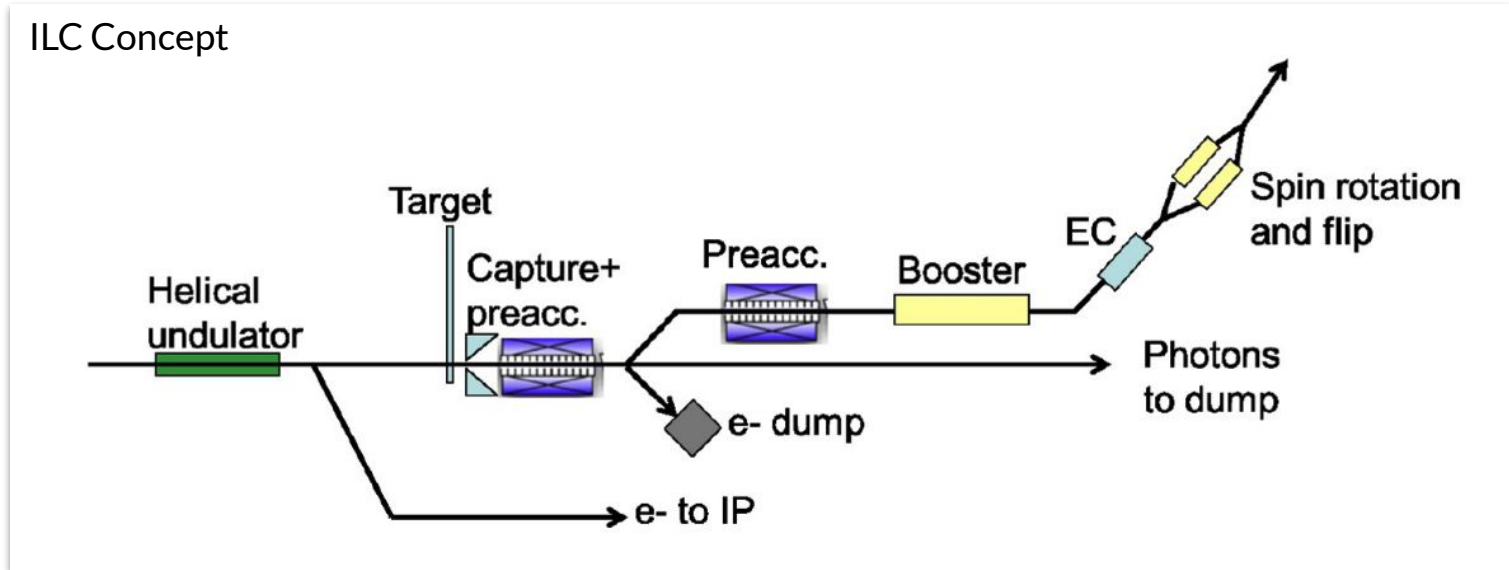 ILC Concept
Target
Helical
undulator
Capture+
preacc.
Preacc.
Booster
EC
Spin rotation
and flip
Photons
to dump
e- dump
e- to IP